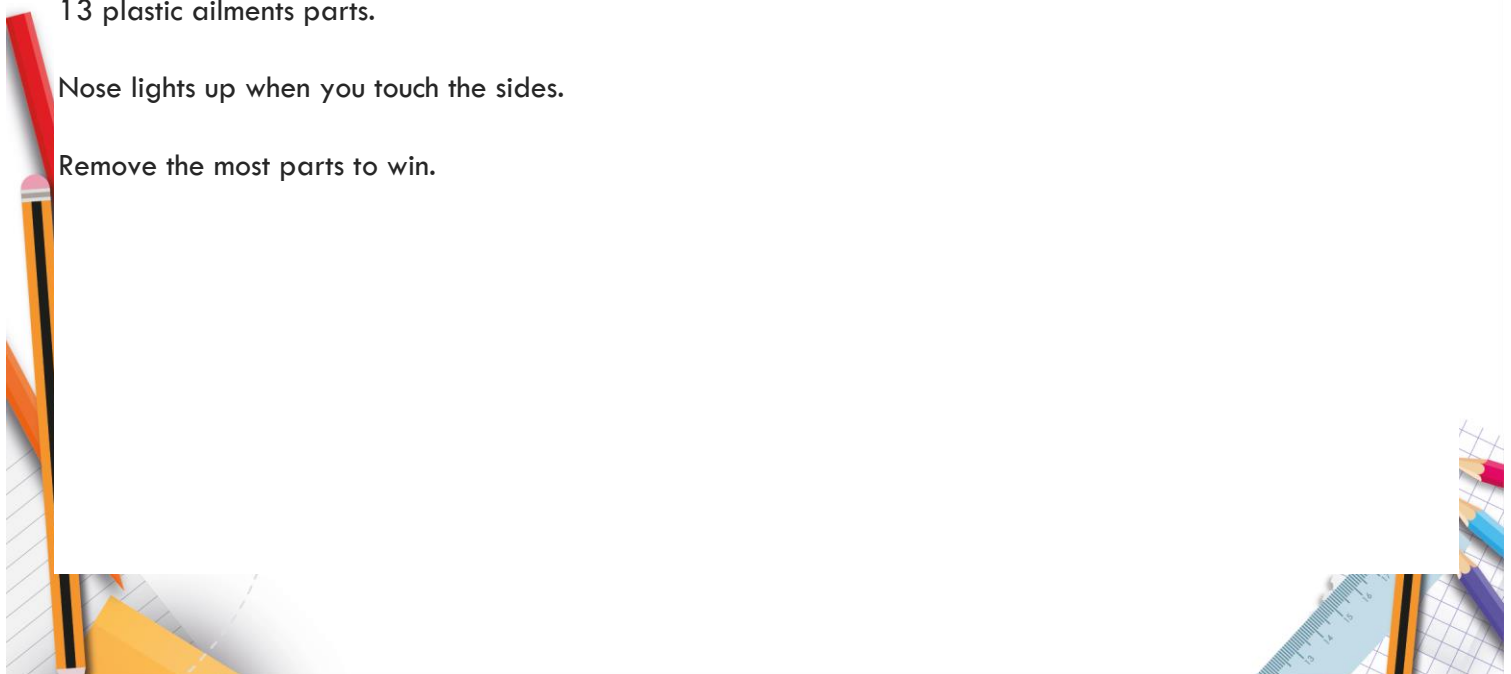 13 plastic ailments parts.
Nose lights up when you touch the sides.
Remove the most parts to win.